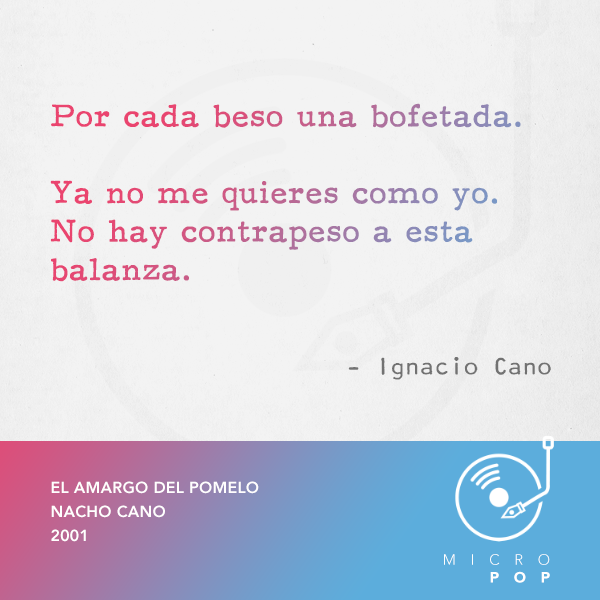 Por cada beso una bofetada.
Ya no me quieres como yo.
No hay contrapeso a esta
balanza.
- Ignacio Cano
EL AMARGO DEL POMELO
NACHO CANO
2001
MICRO
POP